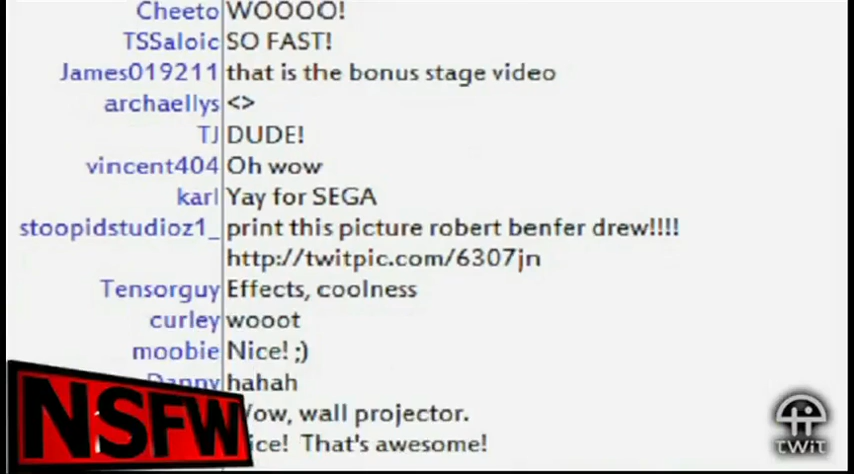 Cheeto WOOOO!
TSSaloic SO FAST!
James019211 that is the bonus stage video
archaellys <>
TJ DUDE!
vincent404 Oh wow
karl Yay for SEGA
stoopidstudioz1_ print this picture robert benfer drew!!!!
http://twitpic.com/6307jn
Tensorguy Effects, coolness
curley wooot
moobie Nice! ;)
Danny hahah
wall projector.
That's awesome!
NSFW
TWiT